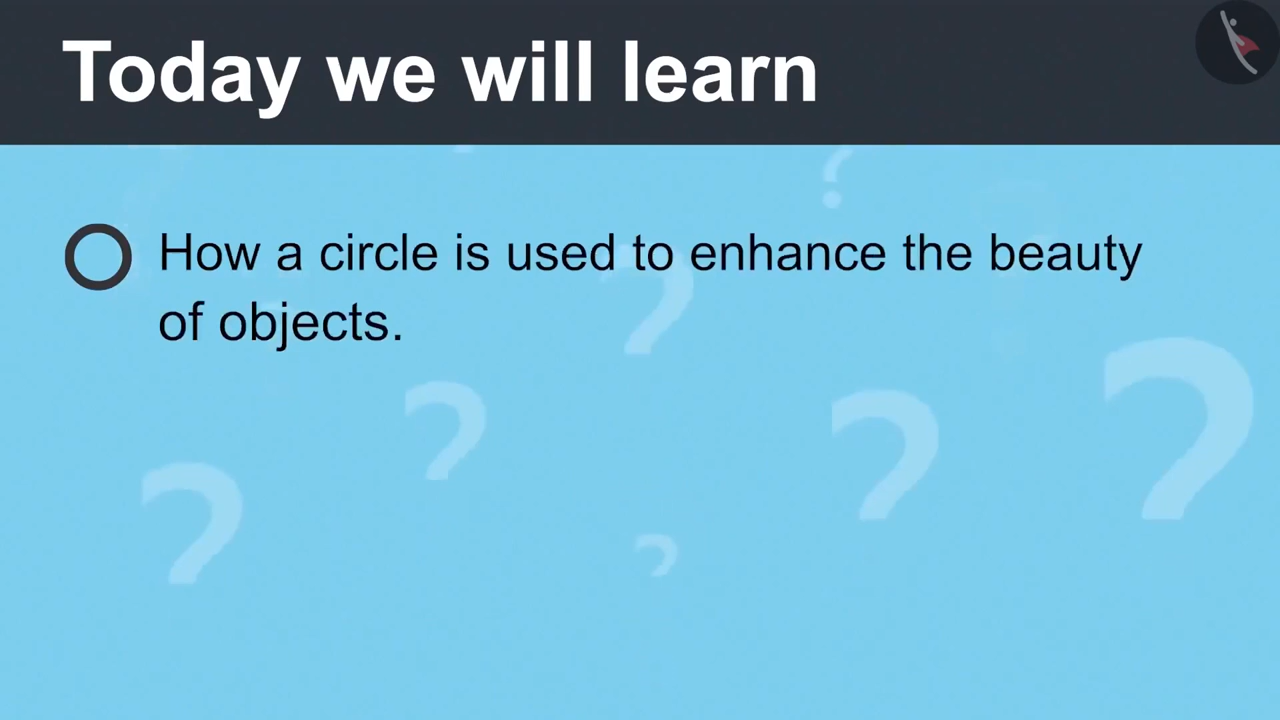 Today we will learn
How a circle is used to enhance the beauty
of objects.